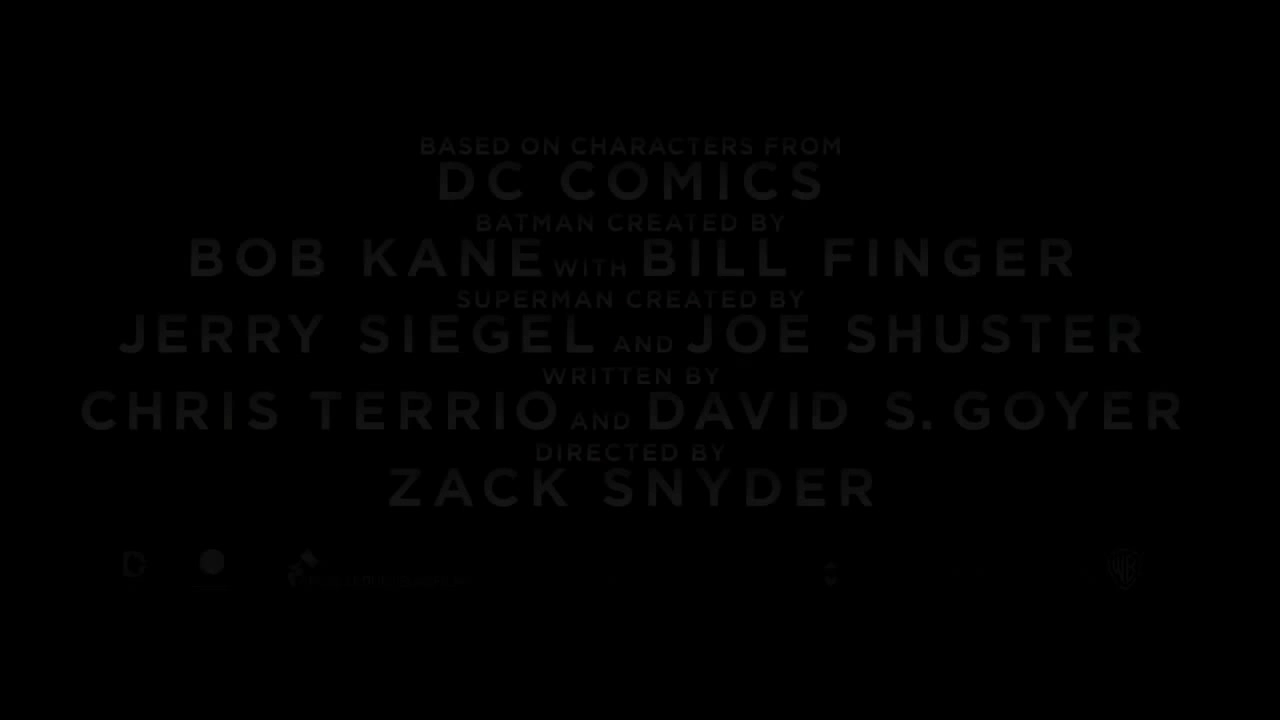 BASED ON CHARACTERS FROM
DC COMICS
BATMAN CREATED BY
BOB KANE WITH BILL FINGER
SUPERMAN CREATED BY
JERRY SIEGEL AND JOE SHUSTER
WRITTEN BY
CHRIS TERRIO AND DAVID S. GOYER
DIRECTED BY
ZACK SNYDER
WB